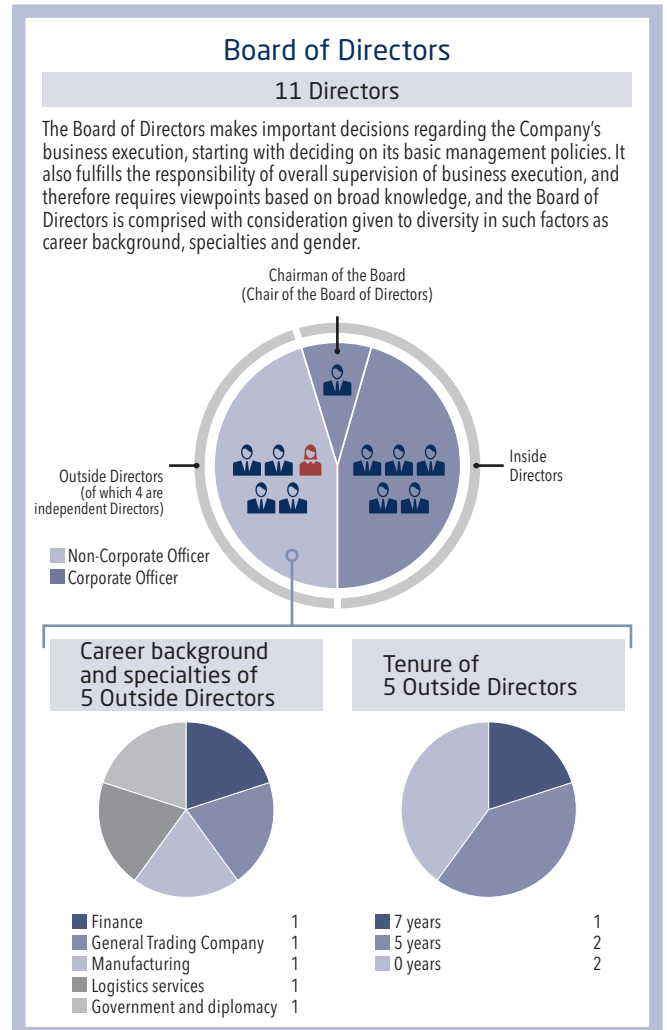 Board of Directors
11 Directors
The Board of Directors makes important decisions regarding the Company's
business execution, starting with deciding on its basic management policies. It
also fulfills the responsibility of overall supervision of business execution, and
therefore requires viewpoints based on broad knowledge, and the Board of
Directors is comprised with consideration given to diversity in such factors as
career background, specialties and gender.
Chairman of the Board
(Chair of the Board of Directors)
Outside Directors
(of which 4 are
independent Directors)
Inside
Directors
Non-Corporate Officer
Corporate Officer
Career background
and specialties of
5 Outside Directors
Finance 1
General Trading Company 1
Manufacturing 1
Logistics services 1
Government and diplomacy 1
Tenure of
5 Outside Directors
7 years 1
5 years 2
0 years 2